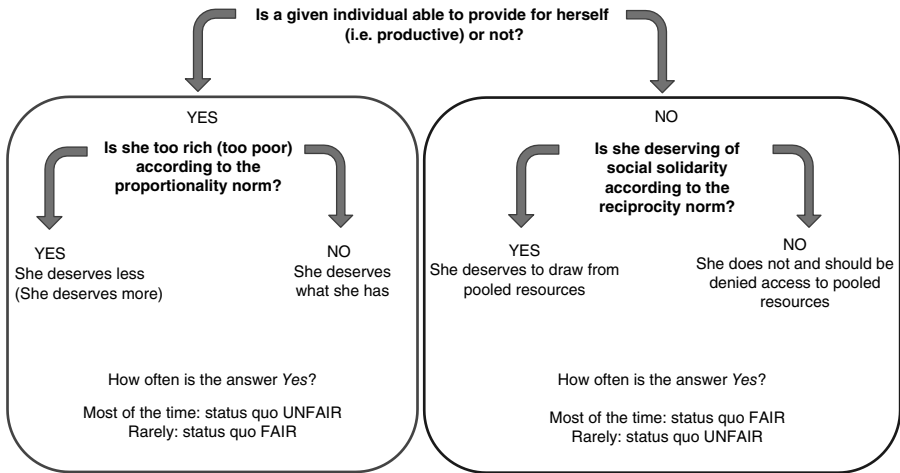 Is a given individual able to provide for herself
(i.e. productive) or not?
YES
Is she too rich (too poor)
according to the
proportionality norm?
YES
She deserves less
(She deserves more)
NO
She deserves
what she has
How often is the answer Yes?
Most of the time: status quo UNFAIR
Rarely: status quo FAIR
NO
Is she deserving of
social solidarity
according to the
reciprocity norm?
YES
She deserves to draw from
pooled resources
NO
She does not and should be
denied access to pooled
resources
How often is the answer Yes?
Most of the time: status quo FAIR
Rarely: status quo UNFAIR